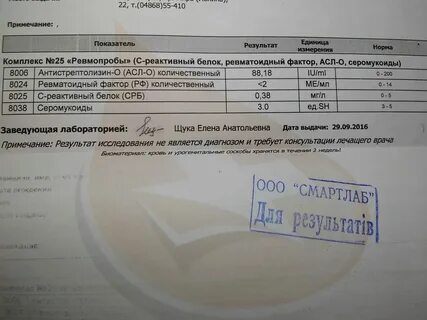 22, т.(04868)55-410
Примечание: ,
Показатель Результат Единица измерения Норма
Комплекс №25 «Ревмопробы» (С-реактивный белок, ревматоидный фактор, АСЛ-О, серомукоиды)
8006 Антистрептолизин-О (АСЛ-О) количественный 88,18 IU/ml 0 - 200
8024 Ревматоидный фактор (РФ) количественный <2 МЕ/мл 0 - 14
8025 С-реактивный белок (СРБ) 0,38 мг/л 0 - 5
8038 Серомукоиды 3.0 ед.SH 3 - 5
Заведующая лабораторией: Щука Елена Анатольевна Дата выдачи: 29.09.2016
Примечание: Результат исследования не является диагнозом и требует консультации лечащего врача
Биоматериал: кровь и урогенитальные соскобы хранятся в течении 1 недель!
ООО "СМАРТЛАБ"
Для результатів